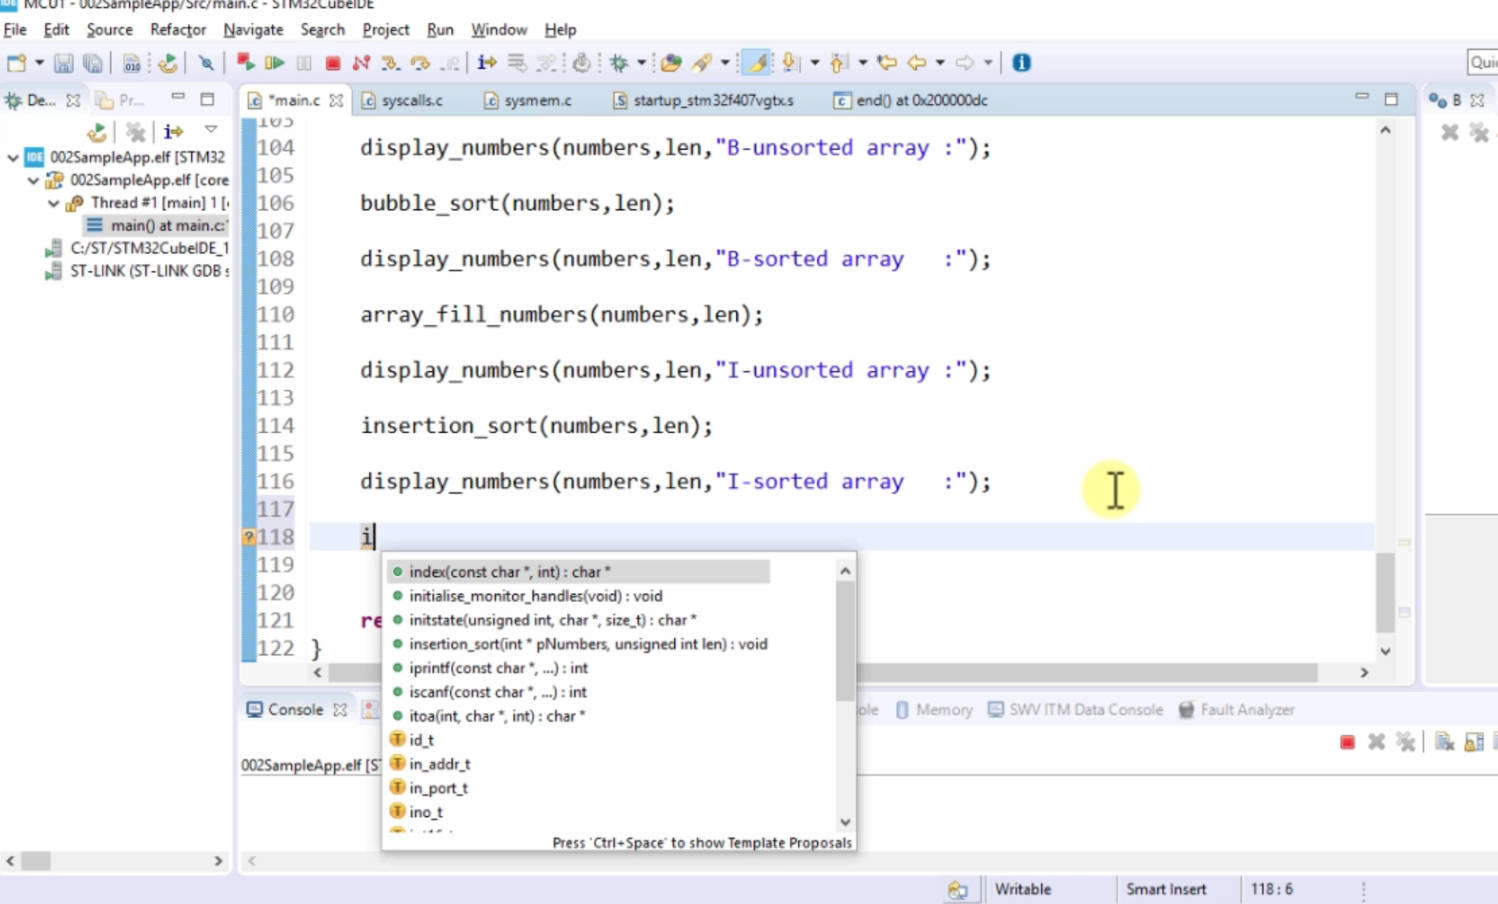 MCU1 - 002SampleApp/Src/main.c - STM32CubeIDE
File Edit Source Refactor Navigate Search Project Run Window Help
De... Pr...
*main.c syscalls.c sysmem.c startup_stm32f407vgtx.s end() at 0x200000dc B
002SampleApp.elf [STM32
002SampleApp.elf [core
Thread #1 [main] 1 [
main() at main.c:
C:/ST/STM32CubeIDE_1
ST-LINK (ST-LINK GDB s
103
104 display_numbers(numbers,len,"B-unsorted array :");
105
106 bubble_sort(numbers,len);
107
108 display_numbers(numbers,len,"B-sorted array   :");
109
110 array_fill_numbers(numbers,len);
111
112 display_numbers(numbers,len,"I-unsorted array :");
113
114 insertion_sort(numbers,len);
115
116 display_numbers(numbers,len,"I-sorted array   :");
117
118 i
119
120
121 re
122 }
index(const char *, int) : char *
initialise_monitor_handles(void) : void
initstate(unsigned int, char *, size_t) : char *
insertion_sort(int * pNumbers, unsigned int len) : void
iprintf(const char *, ...) : int
iscanf(const char *, ...) : int
itoa(int, char *, int) : char *
id_t
in_addr_t
in_port_t
ino_t
Press 'Ctrl+Space' to show Template Proposals
Console ole Memory SWV ITM Data Console Fault Analyzer
002SampleApp.elf [S
Writable Smart Insert 118 : 6